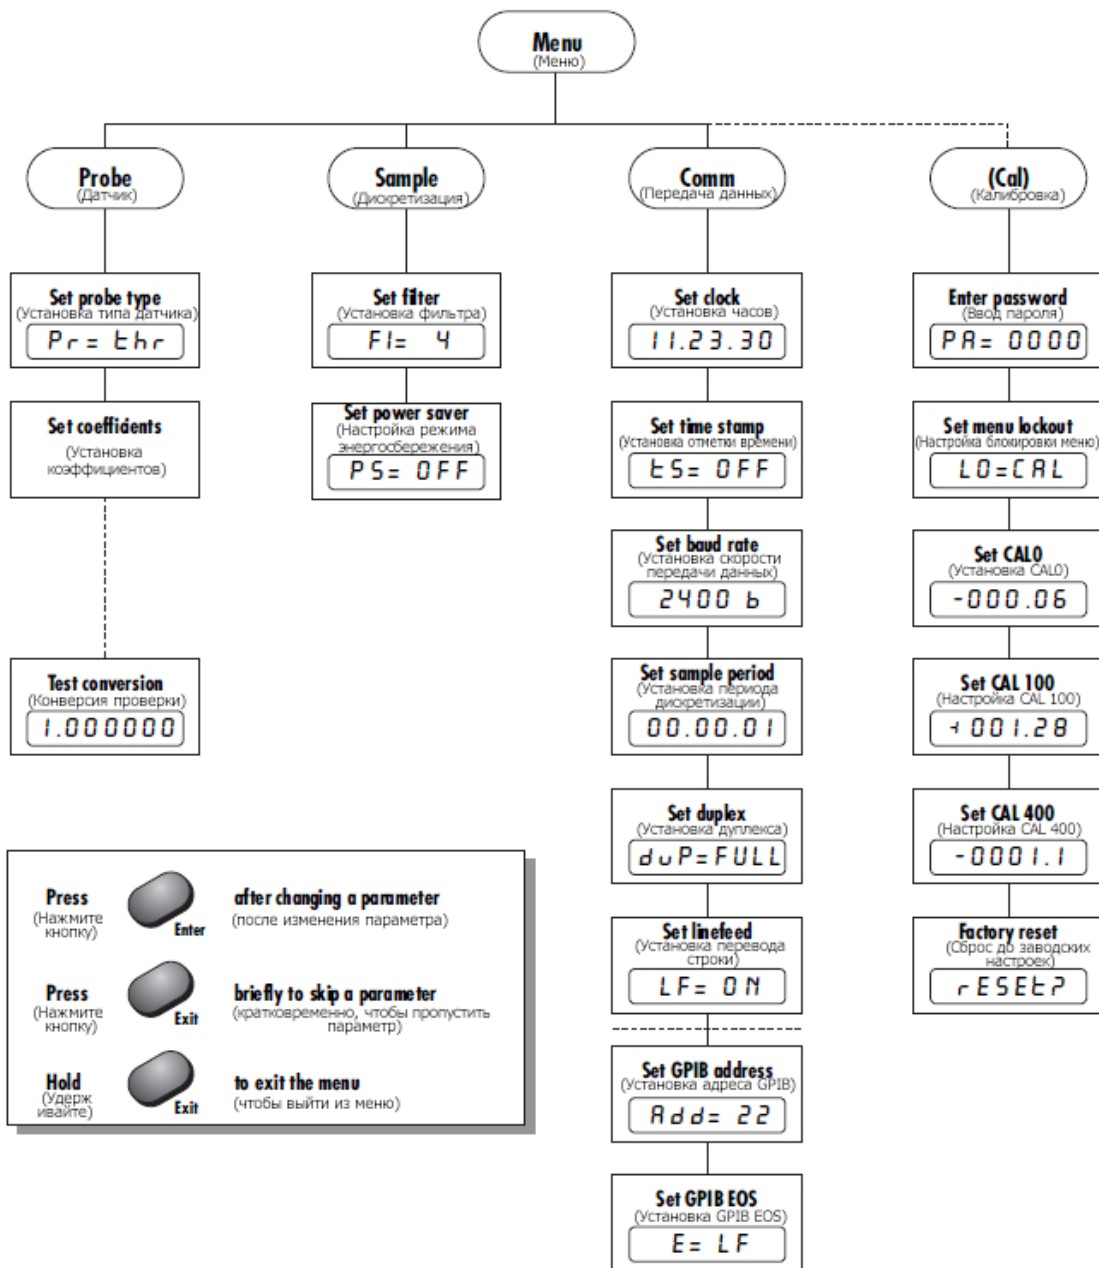 Menu
(Меню)
Probe
(Датчик)
Sample
(Дискретизация)
Comm
(Передача данных)
(Cal)
(Калибровка)
Set probe type
(Установка типа датчика)
Pr= thr
Set coefficients
(Установка
коэффициентов)
Test conversion
(Конверсия проверки)
1.000000
Set filter
(Установка фильтра)
FI= 4
Set power saver
(Настройка режима
энергосбережения)
PS= OFF
Set clock
(Установка часов)
11.23.30
Set time stamp
(Установка отметки времени)
tS= OFF
Set baud rate
(Установка скорости
передачи данных)
2400 b
Set sample period
(Установка периода
дискретизации)
00.00.01
Set duplex
(Установка дуплекса)
duP=FULL
Set linefeed
(Установка перевода
строки)
LF= ON
Set GPIB address
(Установка адреса GPIB)
Add= 22
Set GPIB EOS
(Установка GPIB EOS)
E= LF
Enter password
(Ввод пароля)
PA= 0000
Set menu lockout
(Настройка блокировки меню)
LO=CAL
Set CAL0
(Установка CAL0)
-000.06
Set CAL 100
(Настройка CAL 100)
+001.28
Set CAL 400
(Настройка CAL 400)
-0001.1
Factory reset
(Сброс до заводских
настроек)
rESEt?
Press
(Нажмите
кнопку)
Enter
after changing a parameter
(после изменения параметра)
Press
(Нажмите
кнопку)
Exit
briefly to skip a parameter
(кратковременно, чтобы пропустить
параметр)
Hold
(Удерж
ивайте)
Exit
to exit the menu
(чтобы выйти из меню)